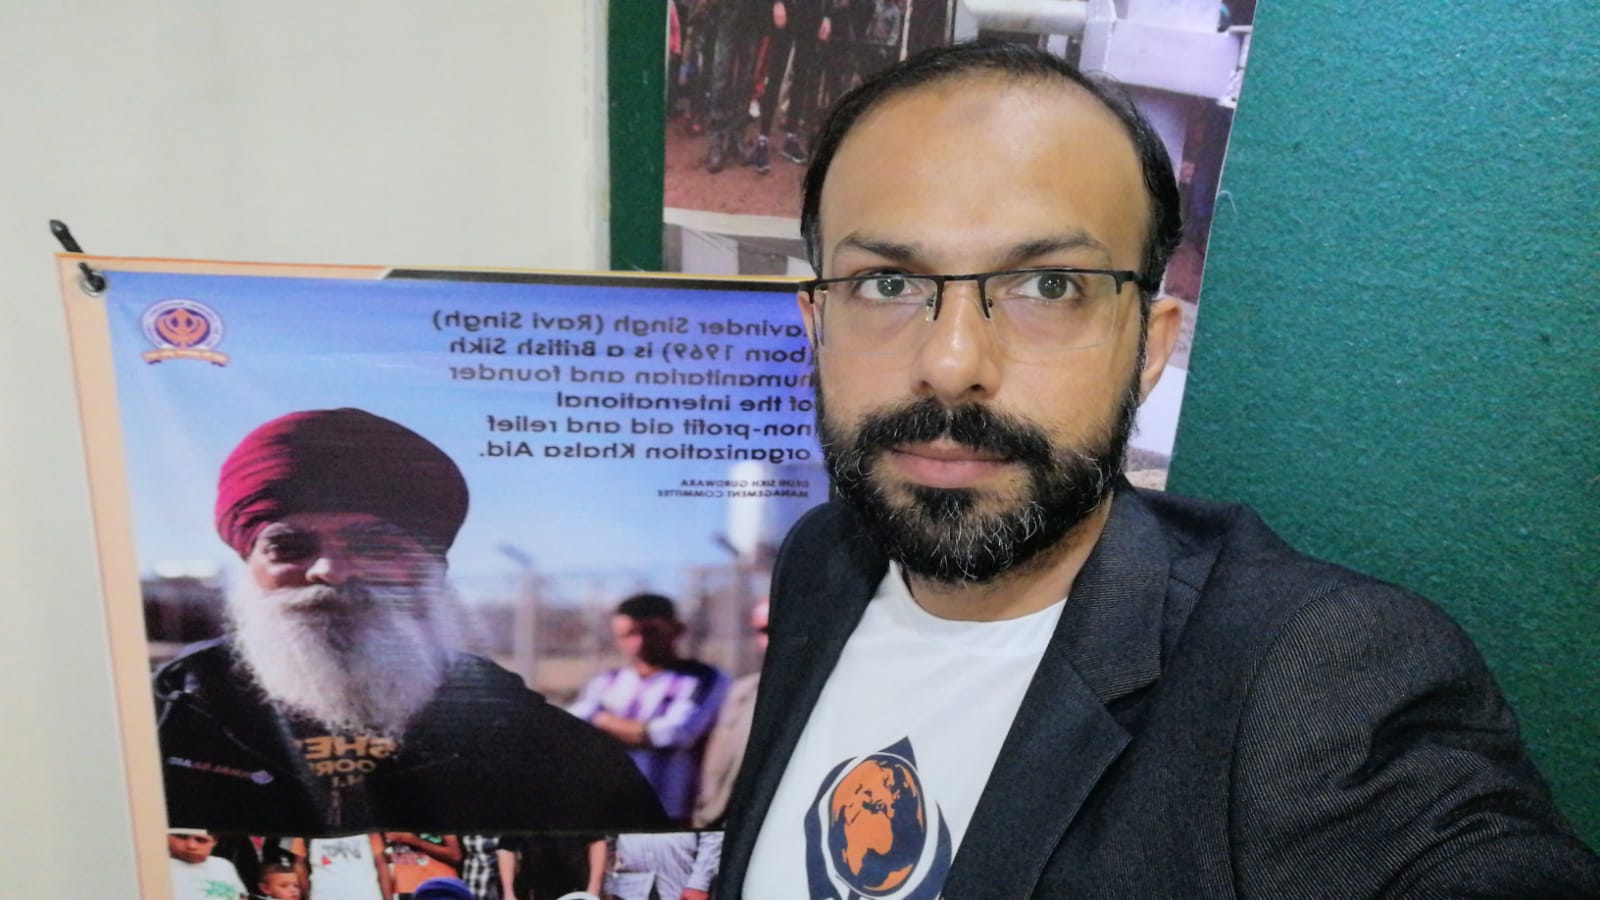 avinder Singh (Ravi Singh)
(born 1969) is a British Sikh
humanitarian and founder
of the international
non-profit aid and relief
organization Khalsa Aid.
DELHI SIKH GURDWARA
MANAGEMENT COMMITTEE